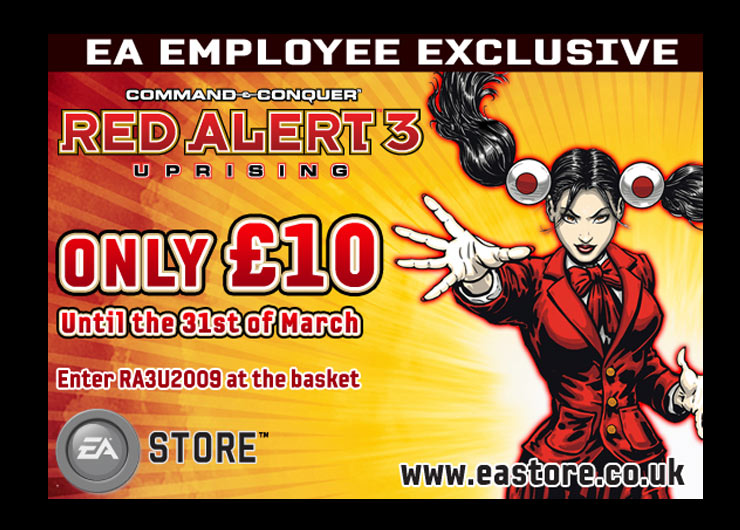 EA EMPLOYEE EXCLUSIVE
COMMAND & CONQUER™
RED ALERT 3
UPRISING
ONLY £10
Until the 31st of March
Enter RA3U2009 at the basket
EA STORE™
www.eastore.co.uk